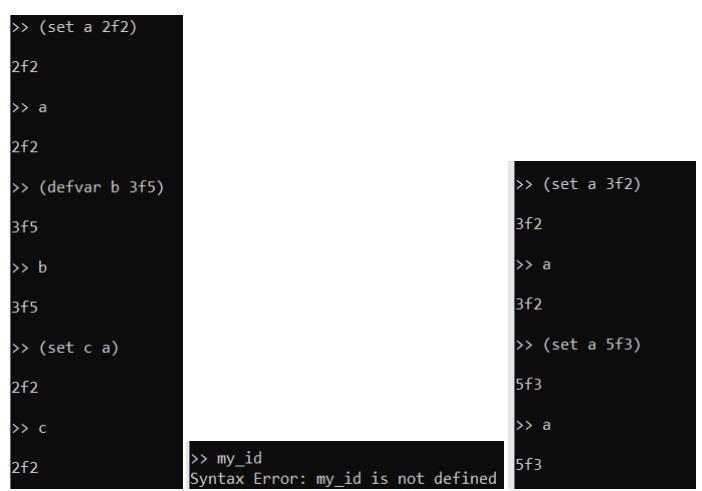 >> (set a 2f2)
2f2
>> a
2f2
>> (defvar b 3f5)
3f5
>> b
3f5
>> (set c a)
2f2
>> c
2f2
>> my_id
Syntax Error: my_id is not defined
>> (set a 3f2)
3f2
>> a
3f2
>> (set a 5f3)
5f3
>> a
5f3